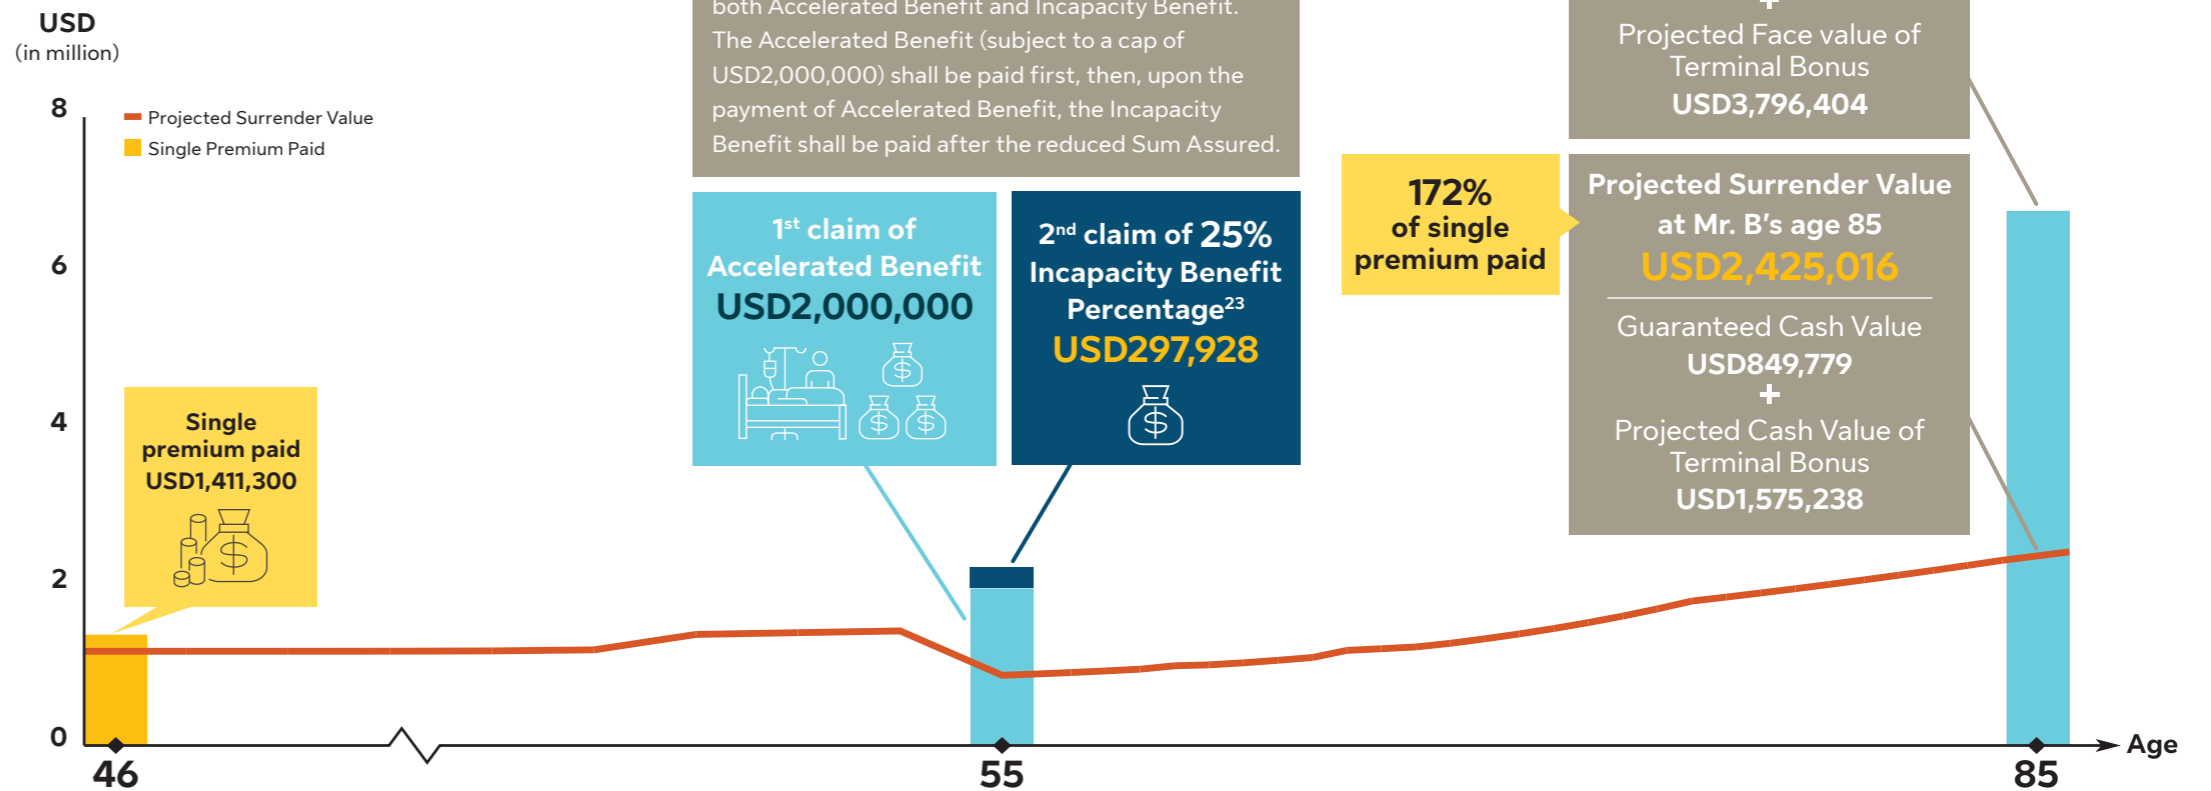 USD
(in million)
8
6
4
2
0
Projected Surrender Value
Single Premium Paid
Single
premium paid
USD1,411,300
both Accelerated Benefit and Incapacity Benefit.
The Accelerated Benefit (subject to a cap of
USD2,000,000) shall be paid first, then, upon the
payment of Accelerated Benefit, the Incapacity
Benefit shall be paid after the reduced Sum Assured.
1st claim of
Accelerated Benefit
USD2,000,000
2nd claim of 25%
Incapacity Benefit
Percentage23
USD297,928
172%
of single
premium paid
+
Projected Face value of
Terminal Bonus
USD3,796,404
Projected Surrender Value
at Mr. B’s age 85
USD2,425,016
Guaranteed Cash Value
USD849,779
+
Projected Cash Value of
Terminal Bonus
USD1,575,238
46
55
85
Age